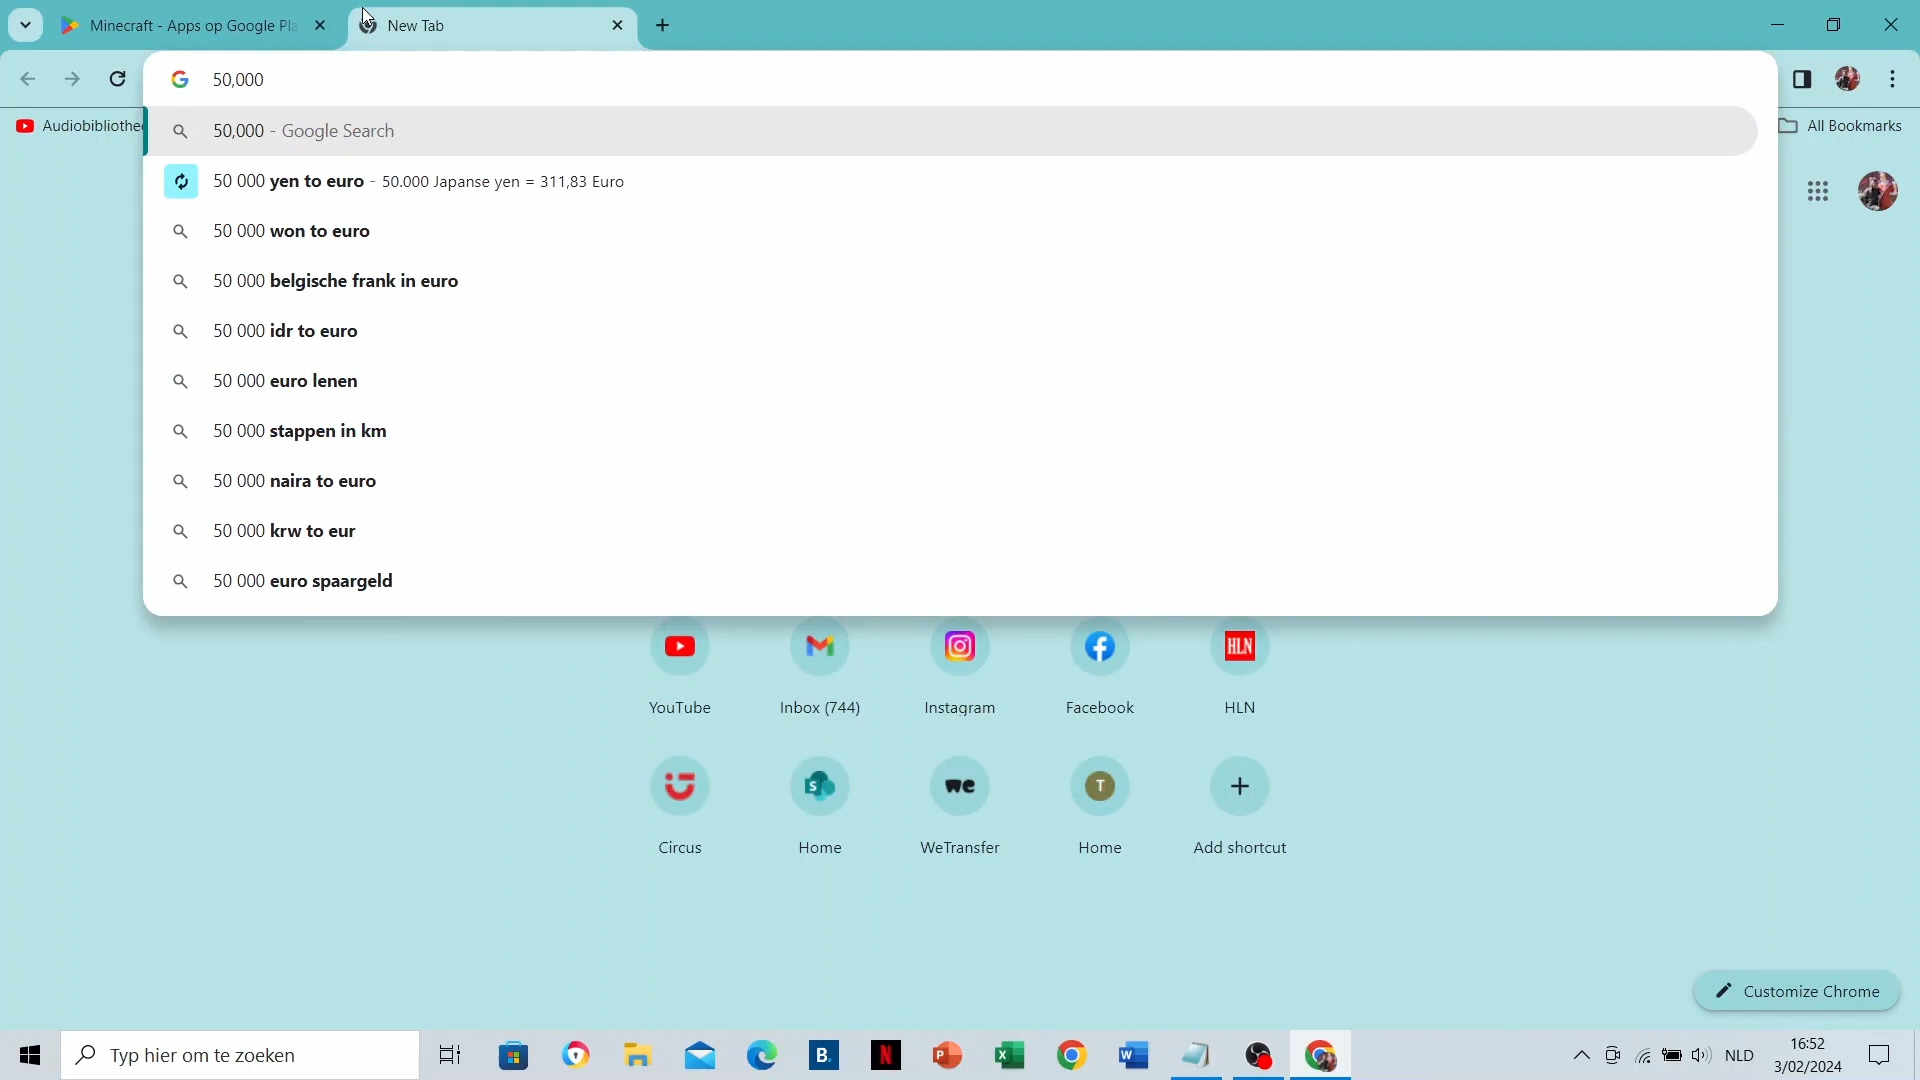 Minecraft - Apps op Google Pla
New Tab
50,000
50,000 - Google Search
Audiobibliothe
All Bookmarks
50 000 yen to euro - 50.000 Japanse yen = 311,83 Euro
50 000 won to euro
50 000 belgische frank in euro
50 000 idr to euro
50 000 euro lenen
50 000 stappen in km
50 000 naira to euro
50 000 krw to eur
50 000 euro spaargeld
HLN
YouTube
Inbox (744)
Instagram
Facebook
HLN
S
we
T
Circus
Home
WeTransfer
Home
Add shortcut
Customize Chrome
Typ hier om te zoeken
B.
N
P
X
W
NLD
16:52
3/02/2024